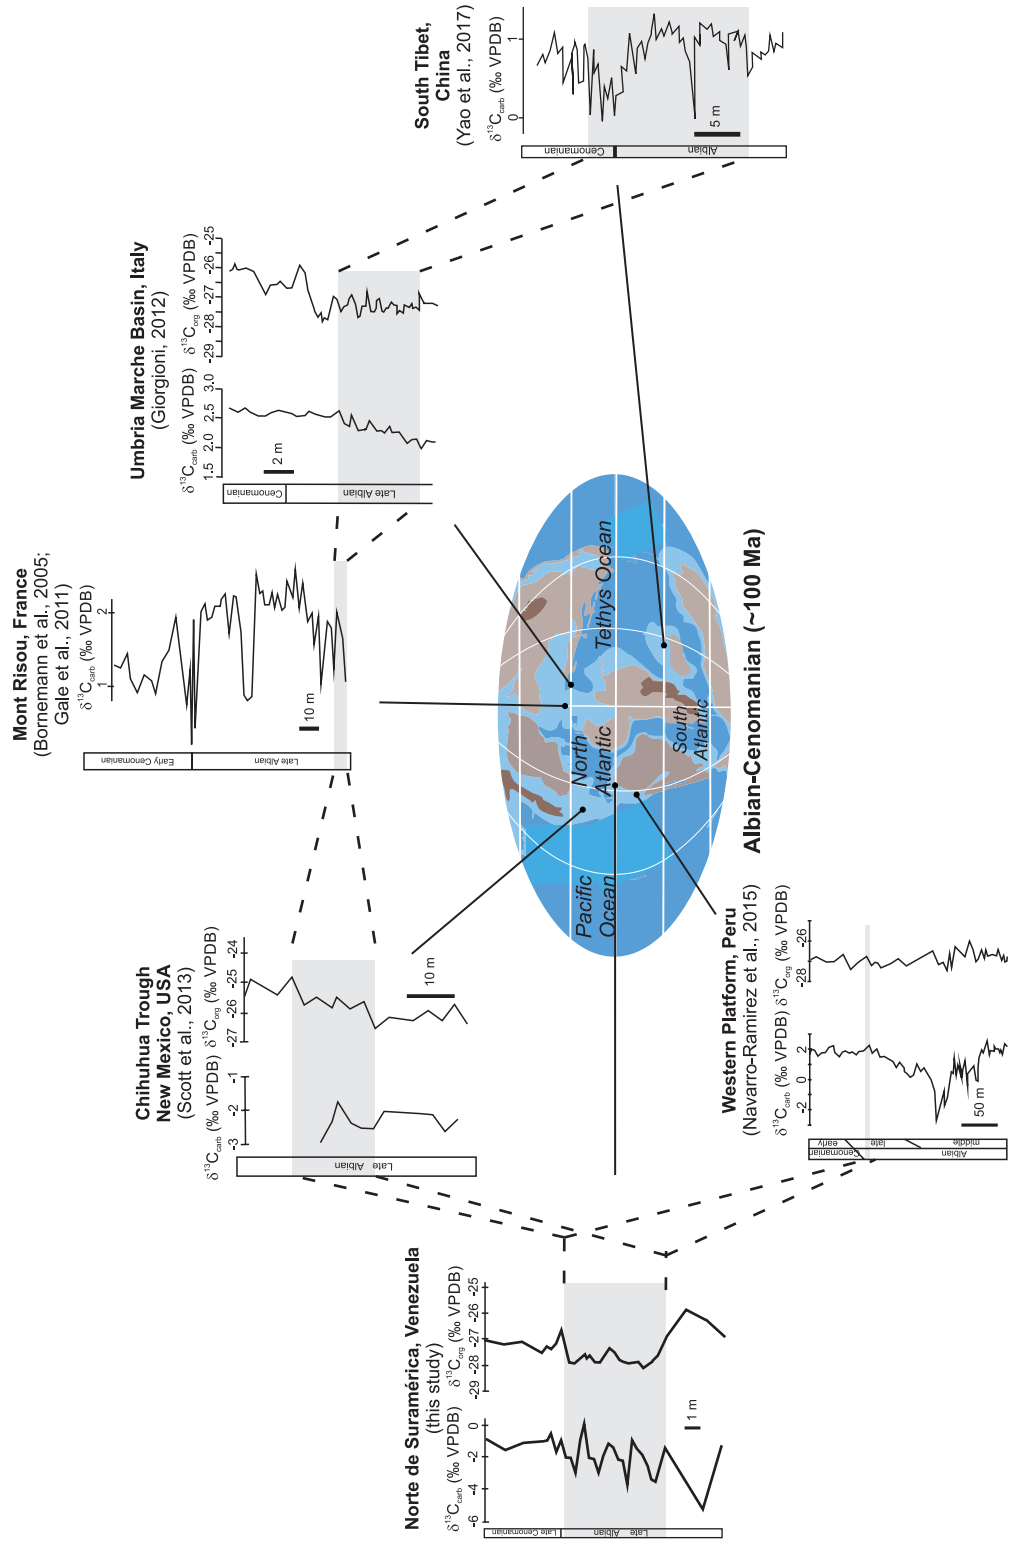 South Tibet,
China
(Yao et al., 2017)
δ13Ccarb (‰ VPDB)
0
1
5 m
Cenomanian
Albian
Umbria Marche Basin, Italy
(Giorgioni, 2012)
δ13Ccarb (‰ VPDB)
1.5
2.0
2.5
3.0
δ13Corg (‰ VPDB)
-29
-28
-27
-26
-25
2 m
Cenomanian
Late Albian
Mont Risou, France
(Bornemann et al., 2005;
Gale et al., 2011)
δ13Ccarb (‰ VPDB)
1
2
10 m
Early Cenomanian
Late Albian
Chihuhua Trough
New Mexico, USA
(Scott et al., 2013)
δ13Ccarb (‰ VPDB)
-3
-2
-1
δ13Corg (‰ VPDB)
-27
-26
-25
-24
10 m
Late Albian
Pacific
Ocean
North
Atlantic
South
Atlantic
Tethys Ocean
Albian-Cenomanian (~100 Ma)
Western Platform, Peru
(Navarro-Ramirez et al., 2015)
δ13Ccarb (‰ VPDB)
-2
0
2
δ13Corg (‰ VPDB)
-28
-26
50 m
Cenomanian
early
late
middle
Albian
Norte de Suramérica, Venezuela
(this study)
δ13Ccarb (‰ VPDB)
-6
-4
-2
0
δ13Corg (‰ VPDB)
-29
-28
-27
-26
-25
1 m
Late Cenomanian
Late Albian